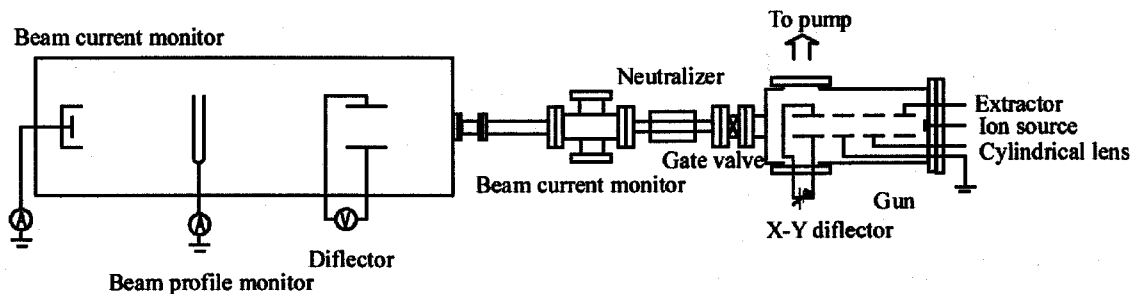 To pump
Beam current monitor
Neutralizer
Extractor
Ion source
Cylindrical lens
Gate valve
Beam current monitor
Gun
X-Y diflector
A
A
V
Diflector
Beam profile monitor